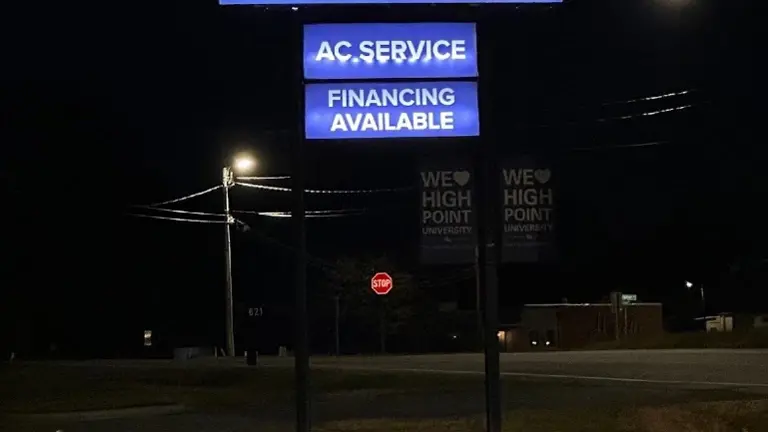 AC SERVICE
FINANCING
AVAILABLE
WE
HIGH
POINT
UNIVERSITY
WE
HIGH
POINT
UNIVERSITY
STOP
621